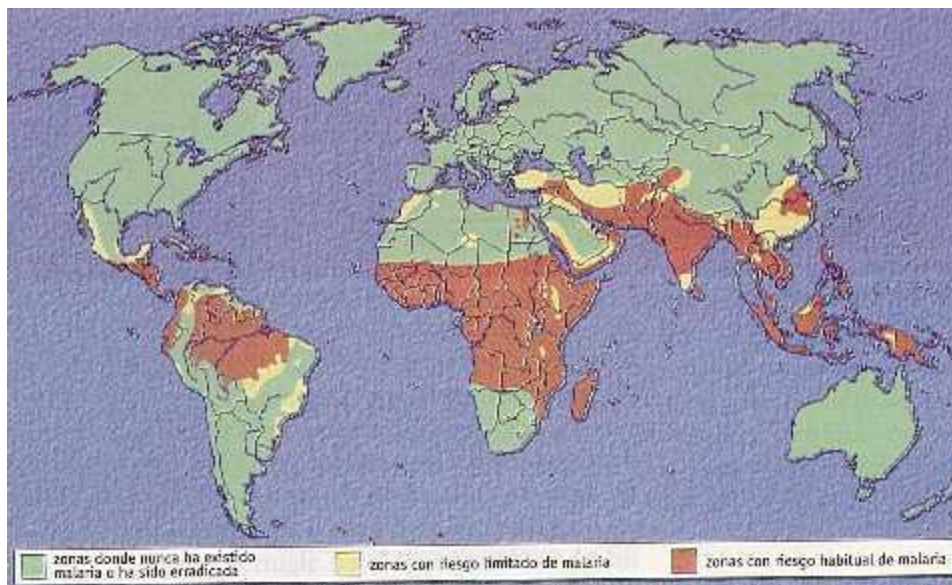 zonas donde nunca ha existido
malaria o ha sido erradicada
zonas con riesgo limitado de malaria
zonas con riesgo habitual de malaria